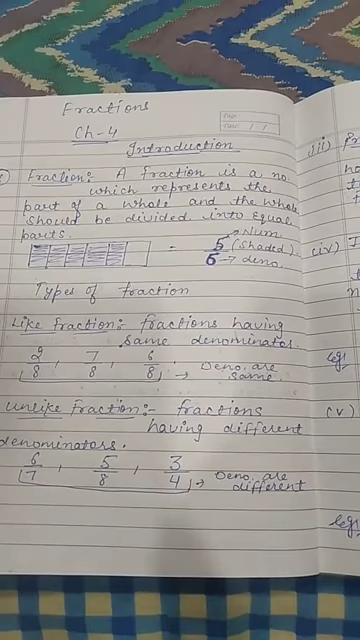 Fractions
Ch-4
Introduction
Fraction:- A fraction is a no.
which represents the
part of a whole and the whole
should be divided into equal
parts.
= 5/6 → Num. (Shaded) → deno.
Types of fraction
Like fraction:- fractions having
same denominator.
2/8, 7/8, 6/8 → Deno. are same.
Unlike fraction:- fractions
having different
denominators.
6/7, 5/8, 3/4 → Deno. are different
(iii) Pr
(iv) I
(eg)
(v)
(eg)